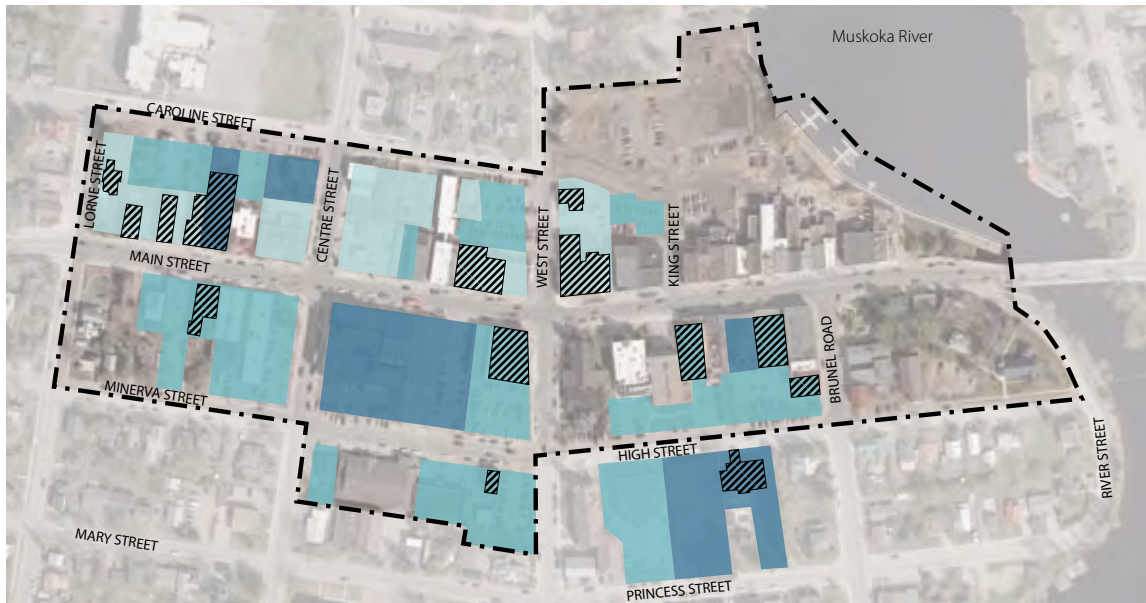 Muskoka River
CAROLINE STREET
LORNE STREET
CENTRE STREET
WEST STREET
KING STREET
MAIN STREET
BRUNEL ROAD
MINERVA STREET
HIGH STREET
RIVER STREET
MARY STREET
PRINCESS STREET